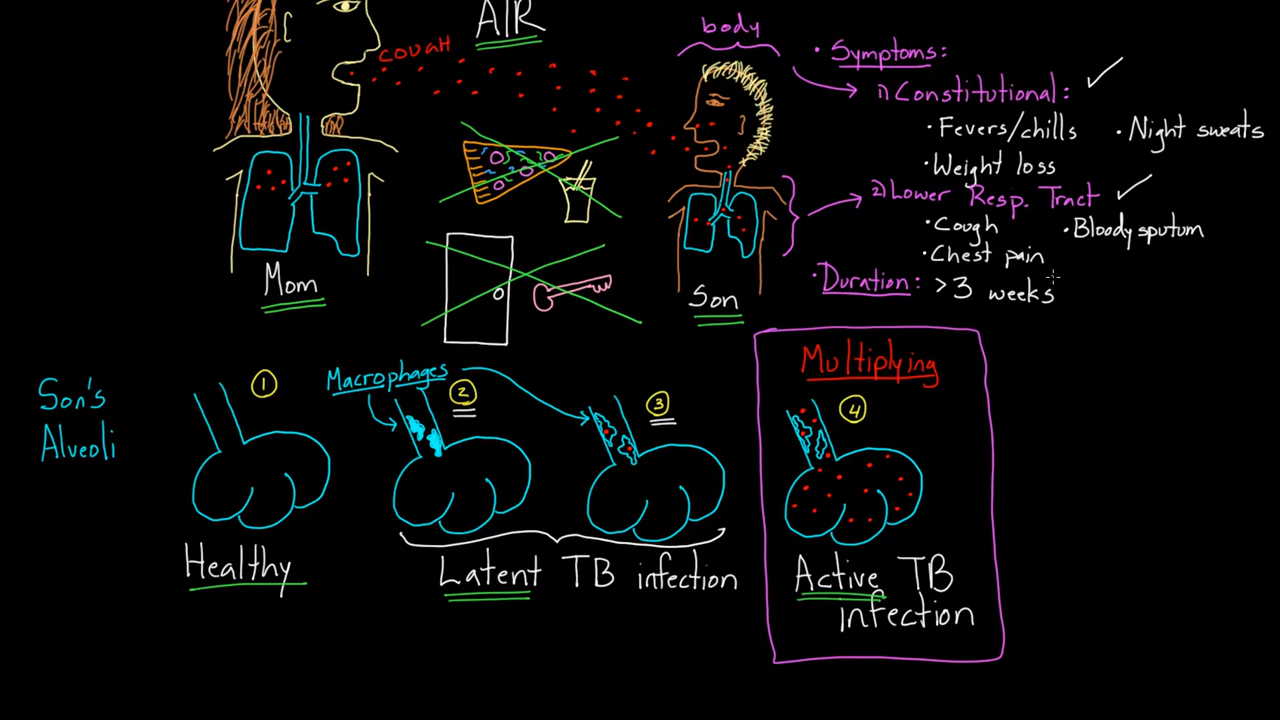 AIR
COUGH
Mom
body
Son
• Symptoms:
1) Constitutional:
• Fevers/chills • Night sweats
• Weight loss
2) Lower Resp. Tract
• Cough • Bloody sputum
• Chest pain
• Duration: >3 weeks
Son's
Alveoli
1
Healthy
Macrophages
2
3
Latent TB infection
Multiplying
4
Active TB
infection